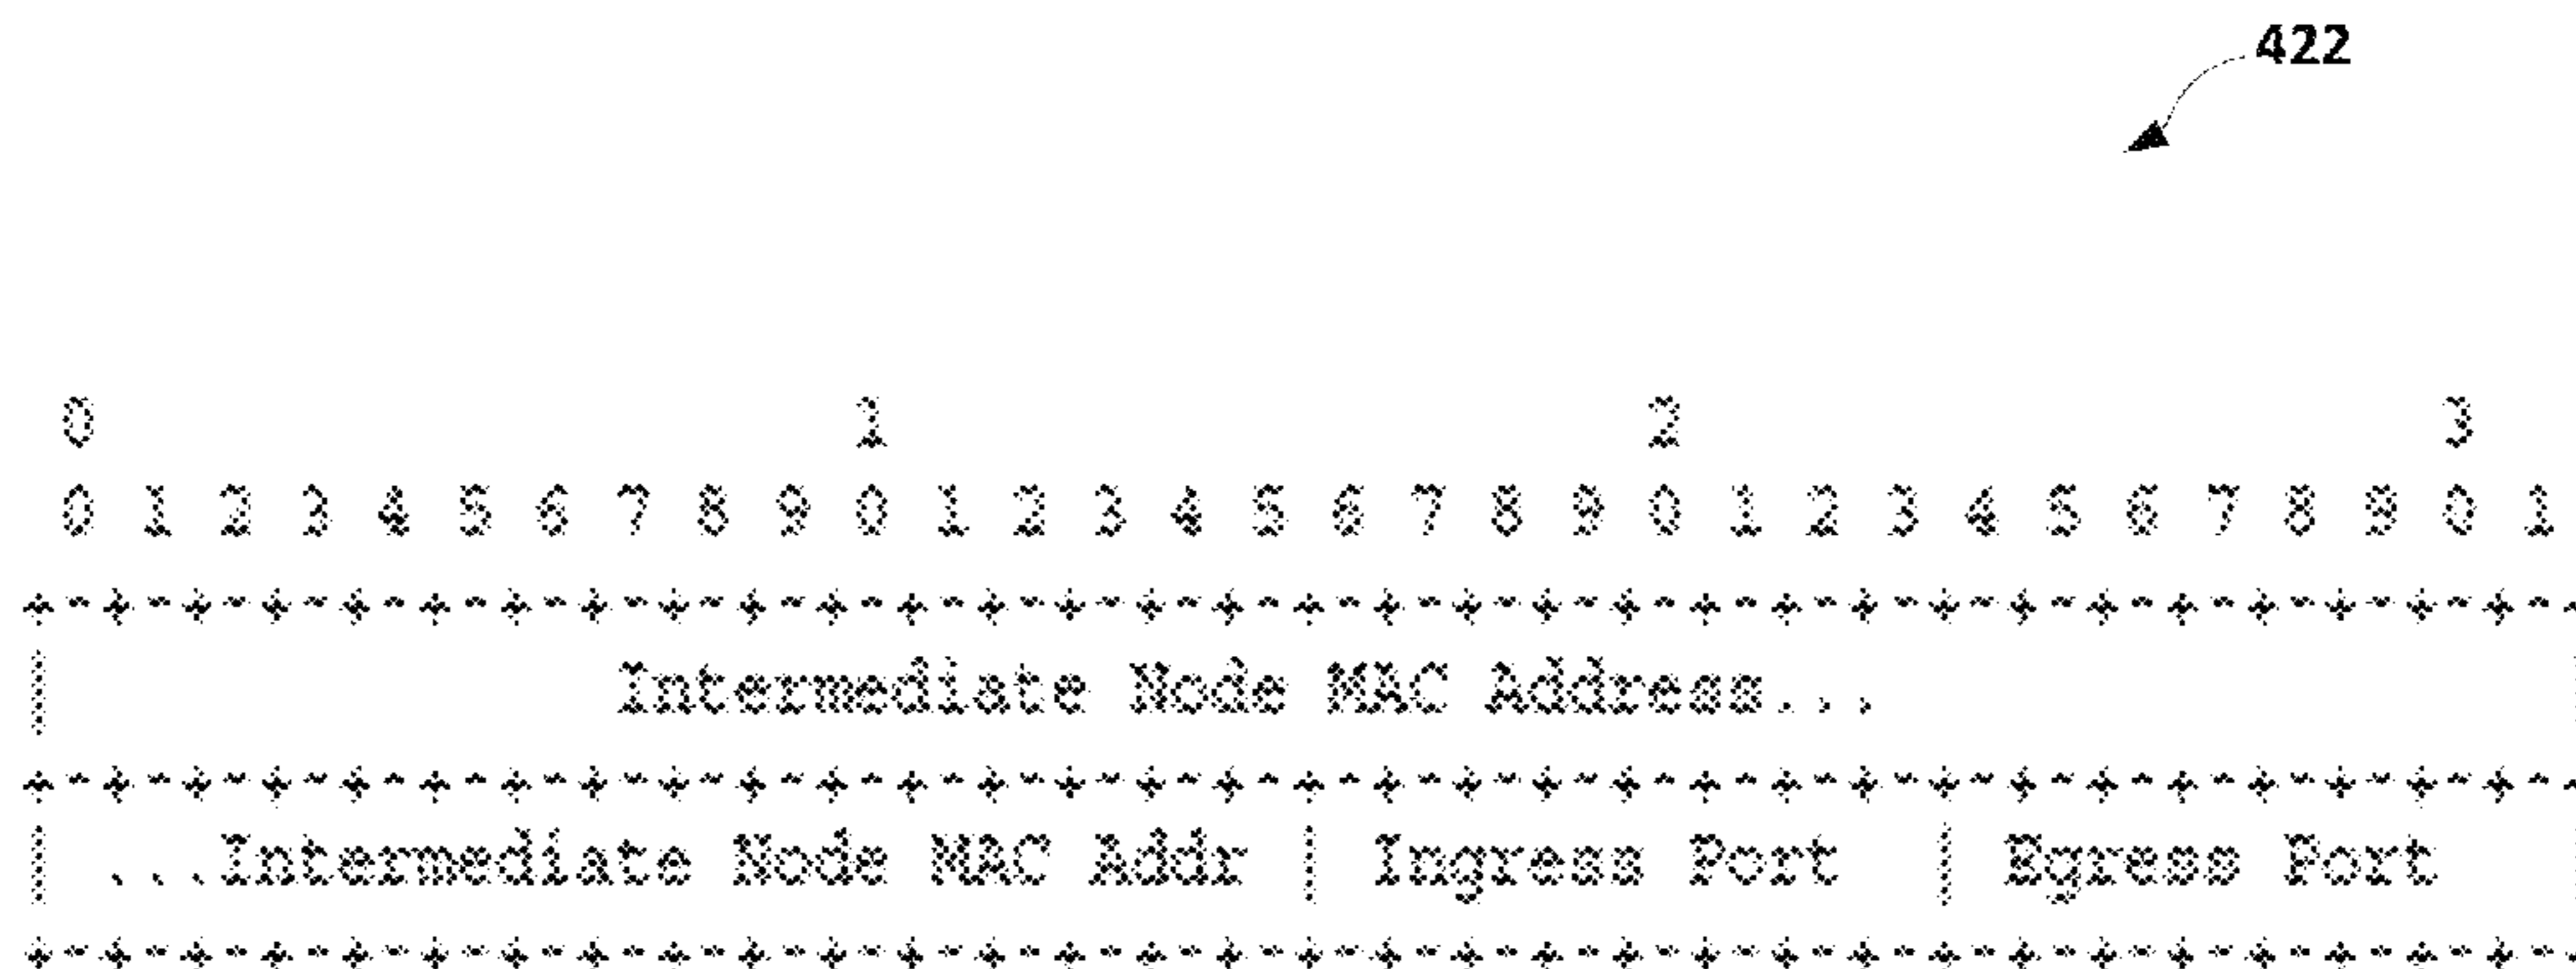 422
0 1 2 3
0 1 2 3 4 5 6 7 8 9 0 1 2 3 4 5 6 7 8 9 0 1 2 3 4 5 6 7 8 9 0 1
+-+-+-+-+-+-+-+-+-+-+-+-+-+-+-+-+-+-+-+-+-+-+-+-+-+-+-+-+-+-+-+-+
| Intermediate Node MAC Address... |
+-+-+-+-+-+-+-+-+-+-+-+-+-+-+-+-+-+-+-+-+-+-+-+-+-+-+-+-+-+-+-+-+
| ...Intermediate Node MAC Addr | Ingress Port | Egress Port |
+-+-+-+-+-+-+-+-+-+-+-+-+-+-+-+-+-+-+-+-+-+-+-+-+-+-+-+-+-+-+-+-+